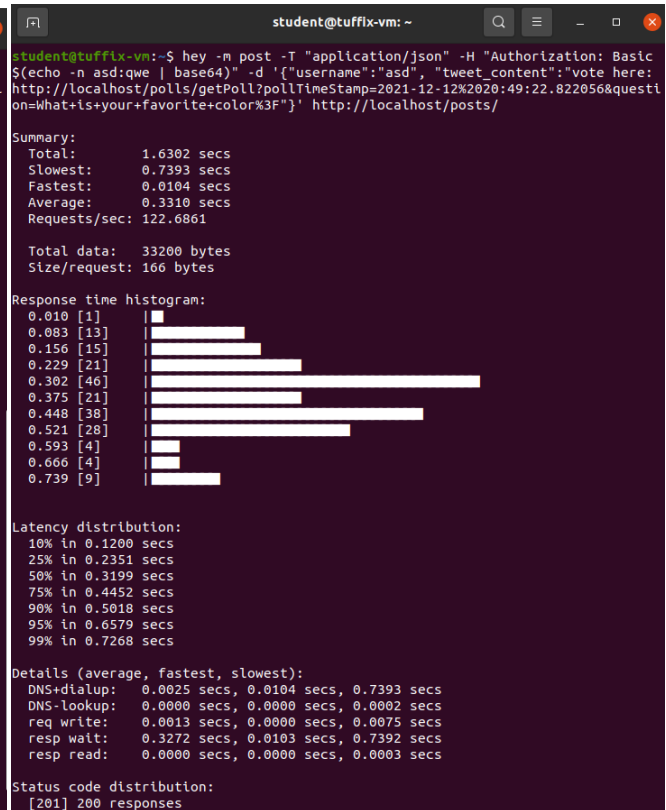 student@tuffix-vm: ~
student@tuffix-vm:~$ hey -m post -T "application/json" -H "Authorization: Basic
$(echo -n asd:qwe | base64)" -d '{"username":"asd", "tweet_content":"vote here:
http://localhost/polls/getPoll?pollTimeStamp=2021-12-12%2020:49:22.822056&questi
on=What+is+your+favorite+color%3F"}' http://localhost/posts/
Summary:
Total: 1.6302 secs
Slowest: 0.7393 secs
Fastest: 0.0104 secs
Average: 0.3310 secs
Requests/sec: 122.6861
Total data: 33200 bytes
Size/request: 166 bytes
Response time histogram:
0.010 [1] |
0.083 [13] |
0.156 [15] |
0.229 [21] |
0.302 [46] |
0.375 [21] |
0.448 [38] |
0.521 [28] |
0.593 [4] |
0.666 [4] |
0.739 [9] |
Latency distribution:
10% in 0.1200 secs
25% in 0.2351 secs
50% in 0.3199 secs
75% in 0.4452 secs
90% in 0.5018 secs
95% in 0.6579 secs
99% in 0.7268 secs
Details (average, fastest, slowest):
DNS+dialup: 0.0025 secs, 0.0104 secs, 0.7393 secs
DNS-lookup: 0.0000 secs, 0.0000 secs, 0.0002 secs
req write: 0.0013 secs, 0.0000 secs, 0.0075 secs
resp wait: 0.3272 secs, 0.0103 secs, 0.7392 secs
resp read: 0.0000 secs, 0.0000 secs, 0.0003 secs
Status code distribution:
[201] 200 responses